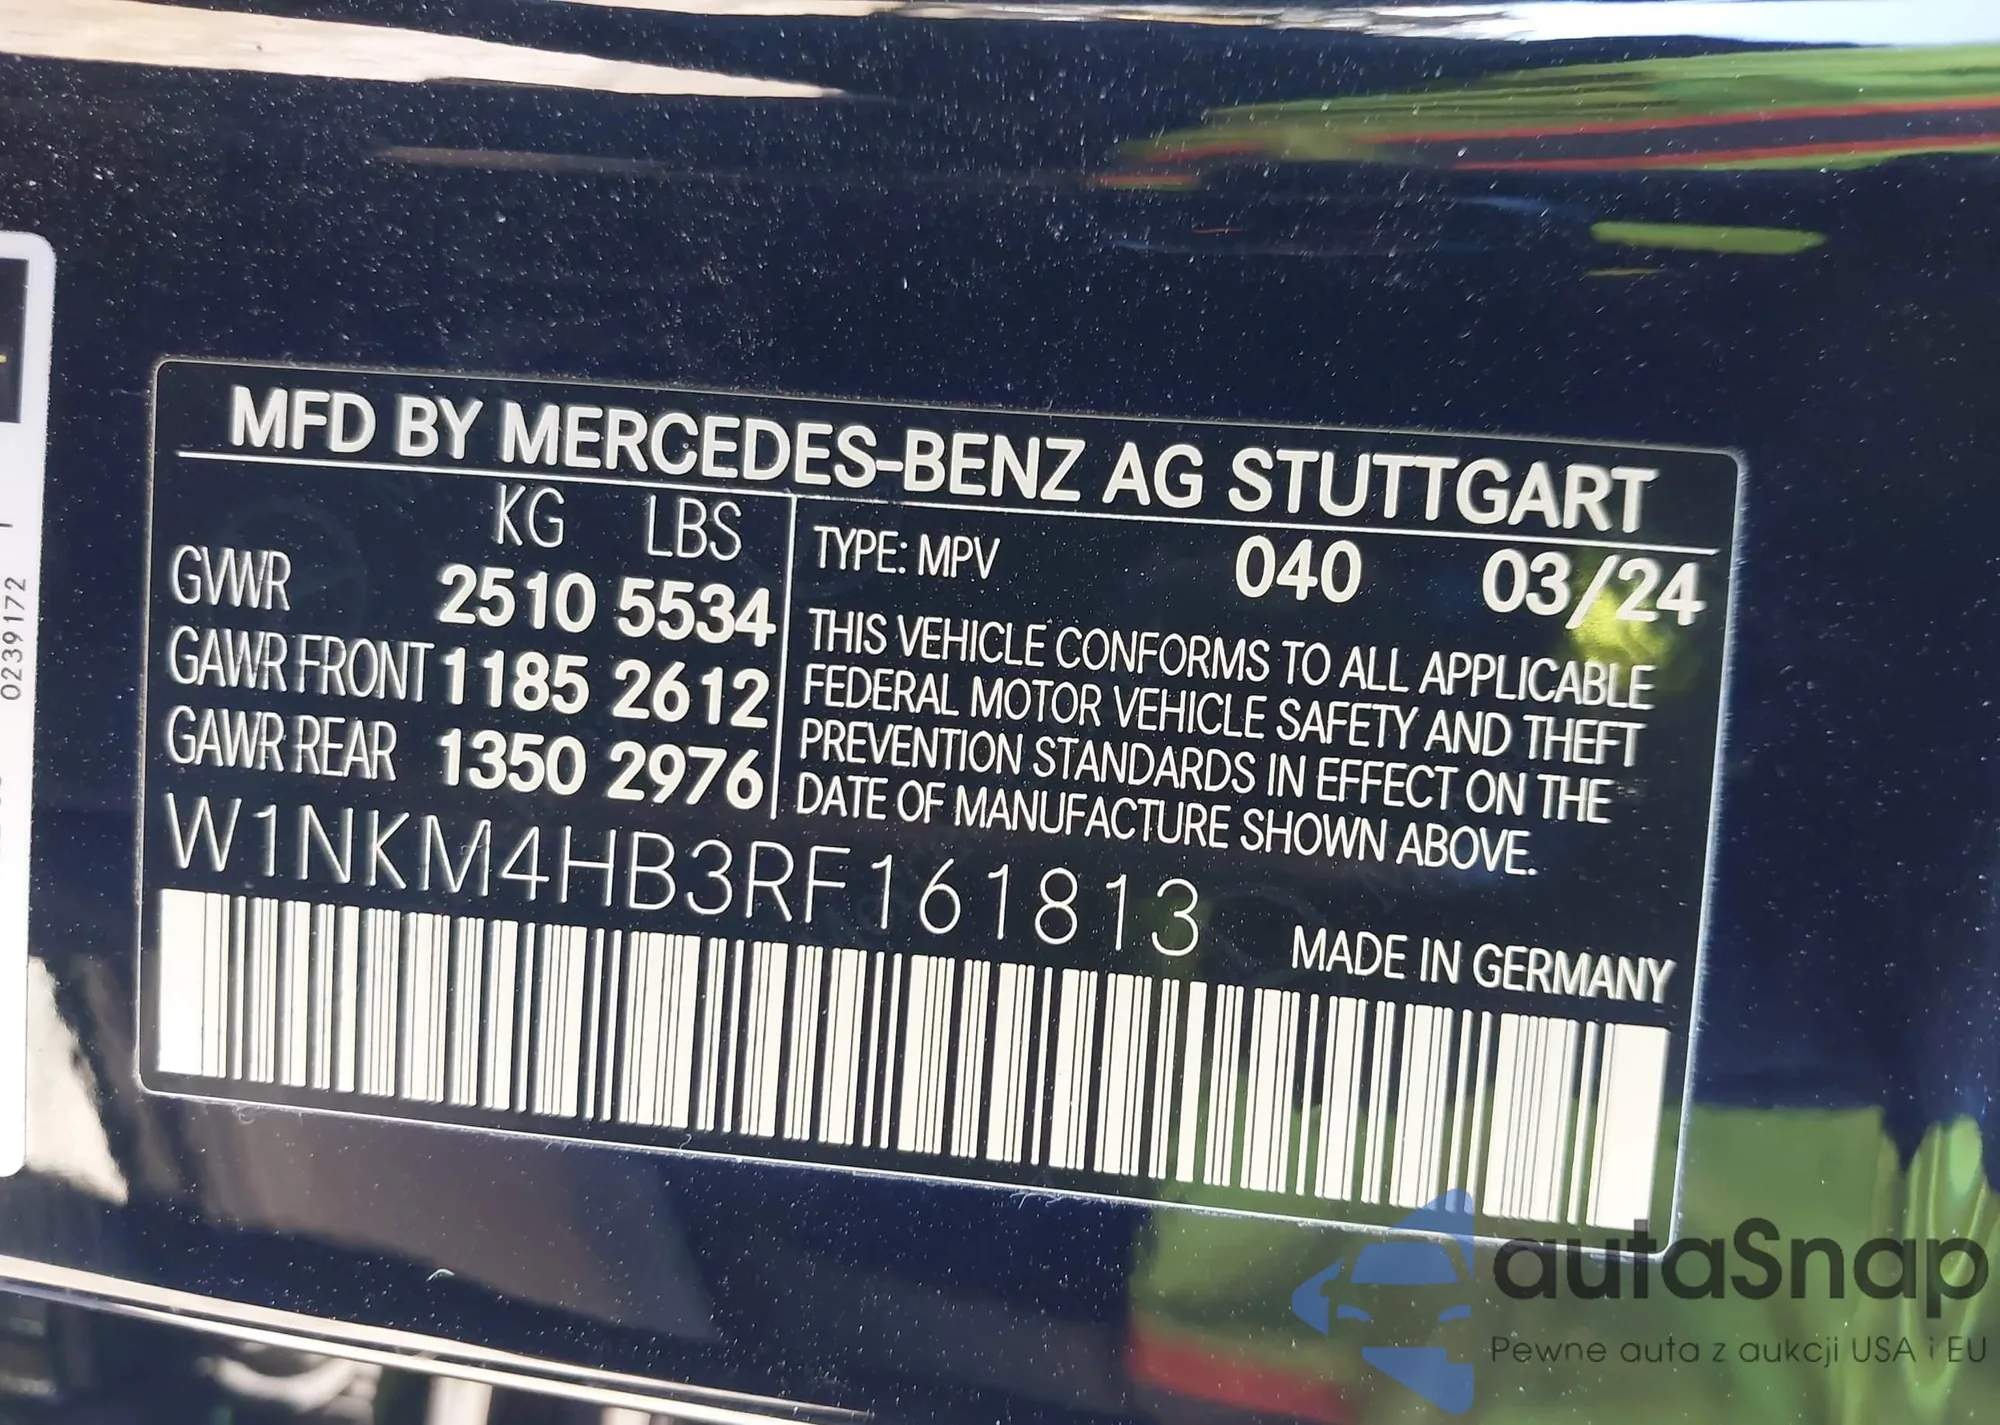 MFD BY MERCEDES-BENZ AG STUTTGART
KG LBS
GVWR 2510 5534
GAWR FRONT 1185 2612
GAWR REAR 1350 2976
TYPE: MPV 040 03/24
THIS VEHICLE CONFORMS TO ALL APPLICABLE
FEDERAL MOTOR VEHICLE SAFETY AND THEFT
PREVENTION STANDARDS IN EFFECT ON THE
DATE OF MANUFACTURE SHOWN ABOVE.
W1NKM4HB3RF161813
MADE IN GERMANY
0239172
autaSnap
Pewne auta z aukcji USA i EU